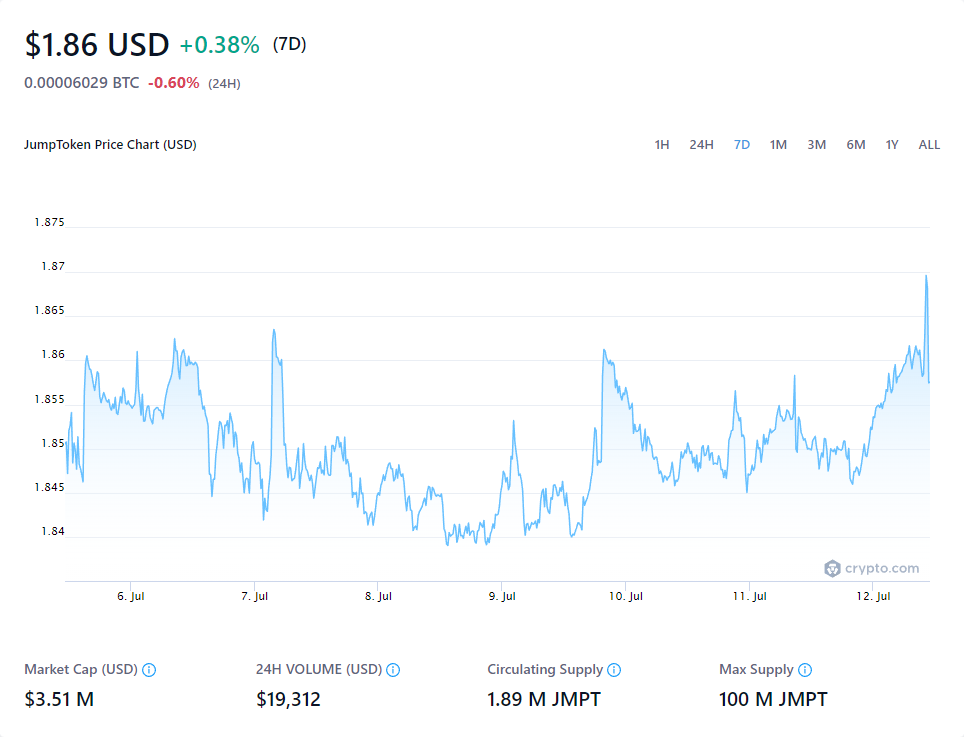 $1.86 USD +0.38% (7D)
0.00006029 BTC -0.60% (24H)
JumpToken Price Chart (USD) 1H 24H 7D 1M 3M 6M 1Y ALL
1.875
1.87
1.865
1.86
1.855
1.85
1.845
1.84
crypto.com
6. Jul 7. Jul 8. Jul 9. Jul 10. Jul 11. Jul 12. Jul
Market Cap (USD) 24H VOLUME (USD) Circulating Supply Max Supply
$3.51 M $19,312 1.89 M JMPT 100 M JMPT